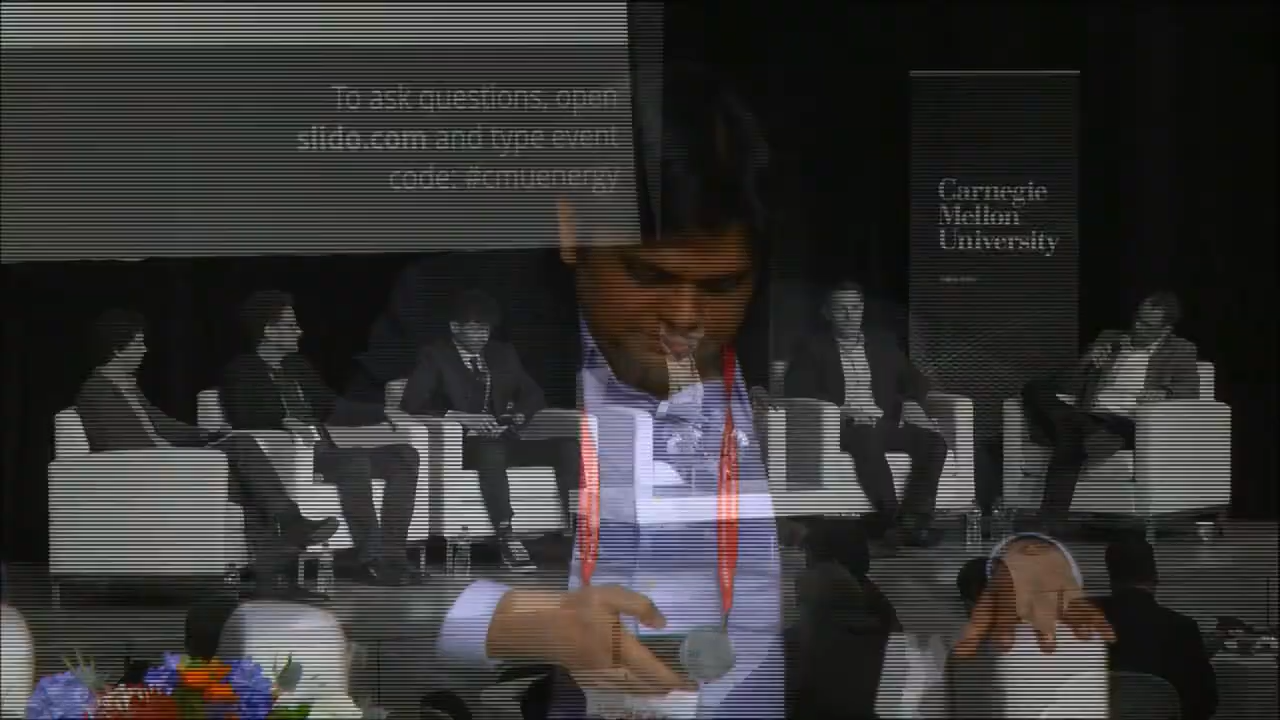 To ask questions, open
slido.com and type event
code: #cmuenergy
Carnegie
Mellon
University